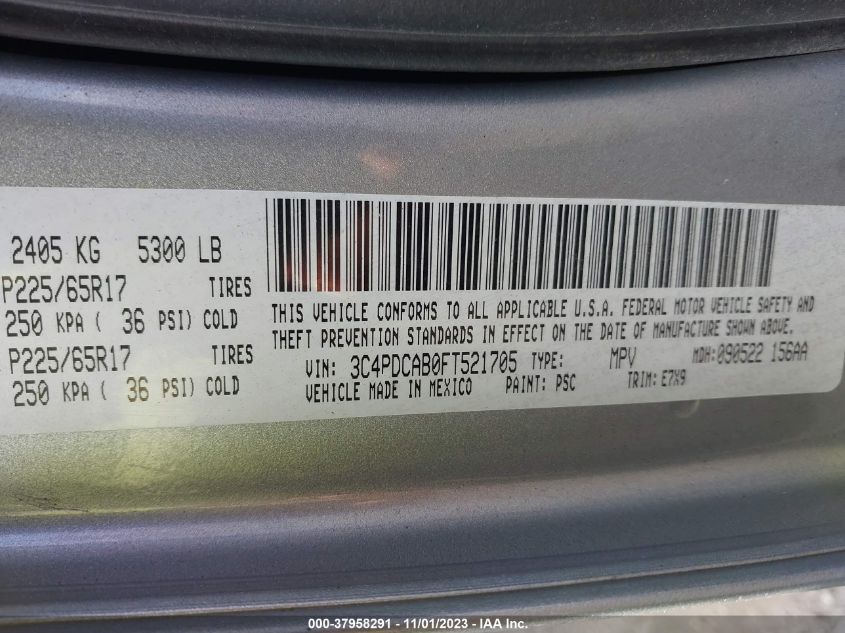 2405 KG 5300 LB
P225/65R17 TIRES
250 KPA ( 36 PSI) COLD
P225/65R17 TIRES
250 KPA ( 36 PSI) COLD
THIS VEHICLE CONFORMS TO ALL APPLICABLE U.S.A. FEDERAL MOTOR VEHICLE SAFETY AND
THEFT PREVENTION STANDARDS IN EFFECT ON THE DATE OF MANUFACTURE SHOWN ABOVE.
VIN: 3C4PDCAB0FT521705 TYPE: MPV MDH:090522 156AA
VEHICLE MADE IN MEXICO PAINT: PSC TRIM: E7X9
000-37958291 - 11/01/2023 - IAA Inc.